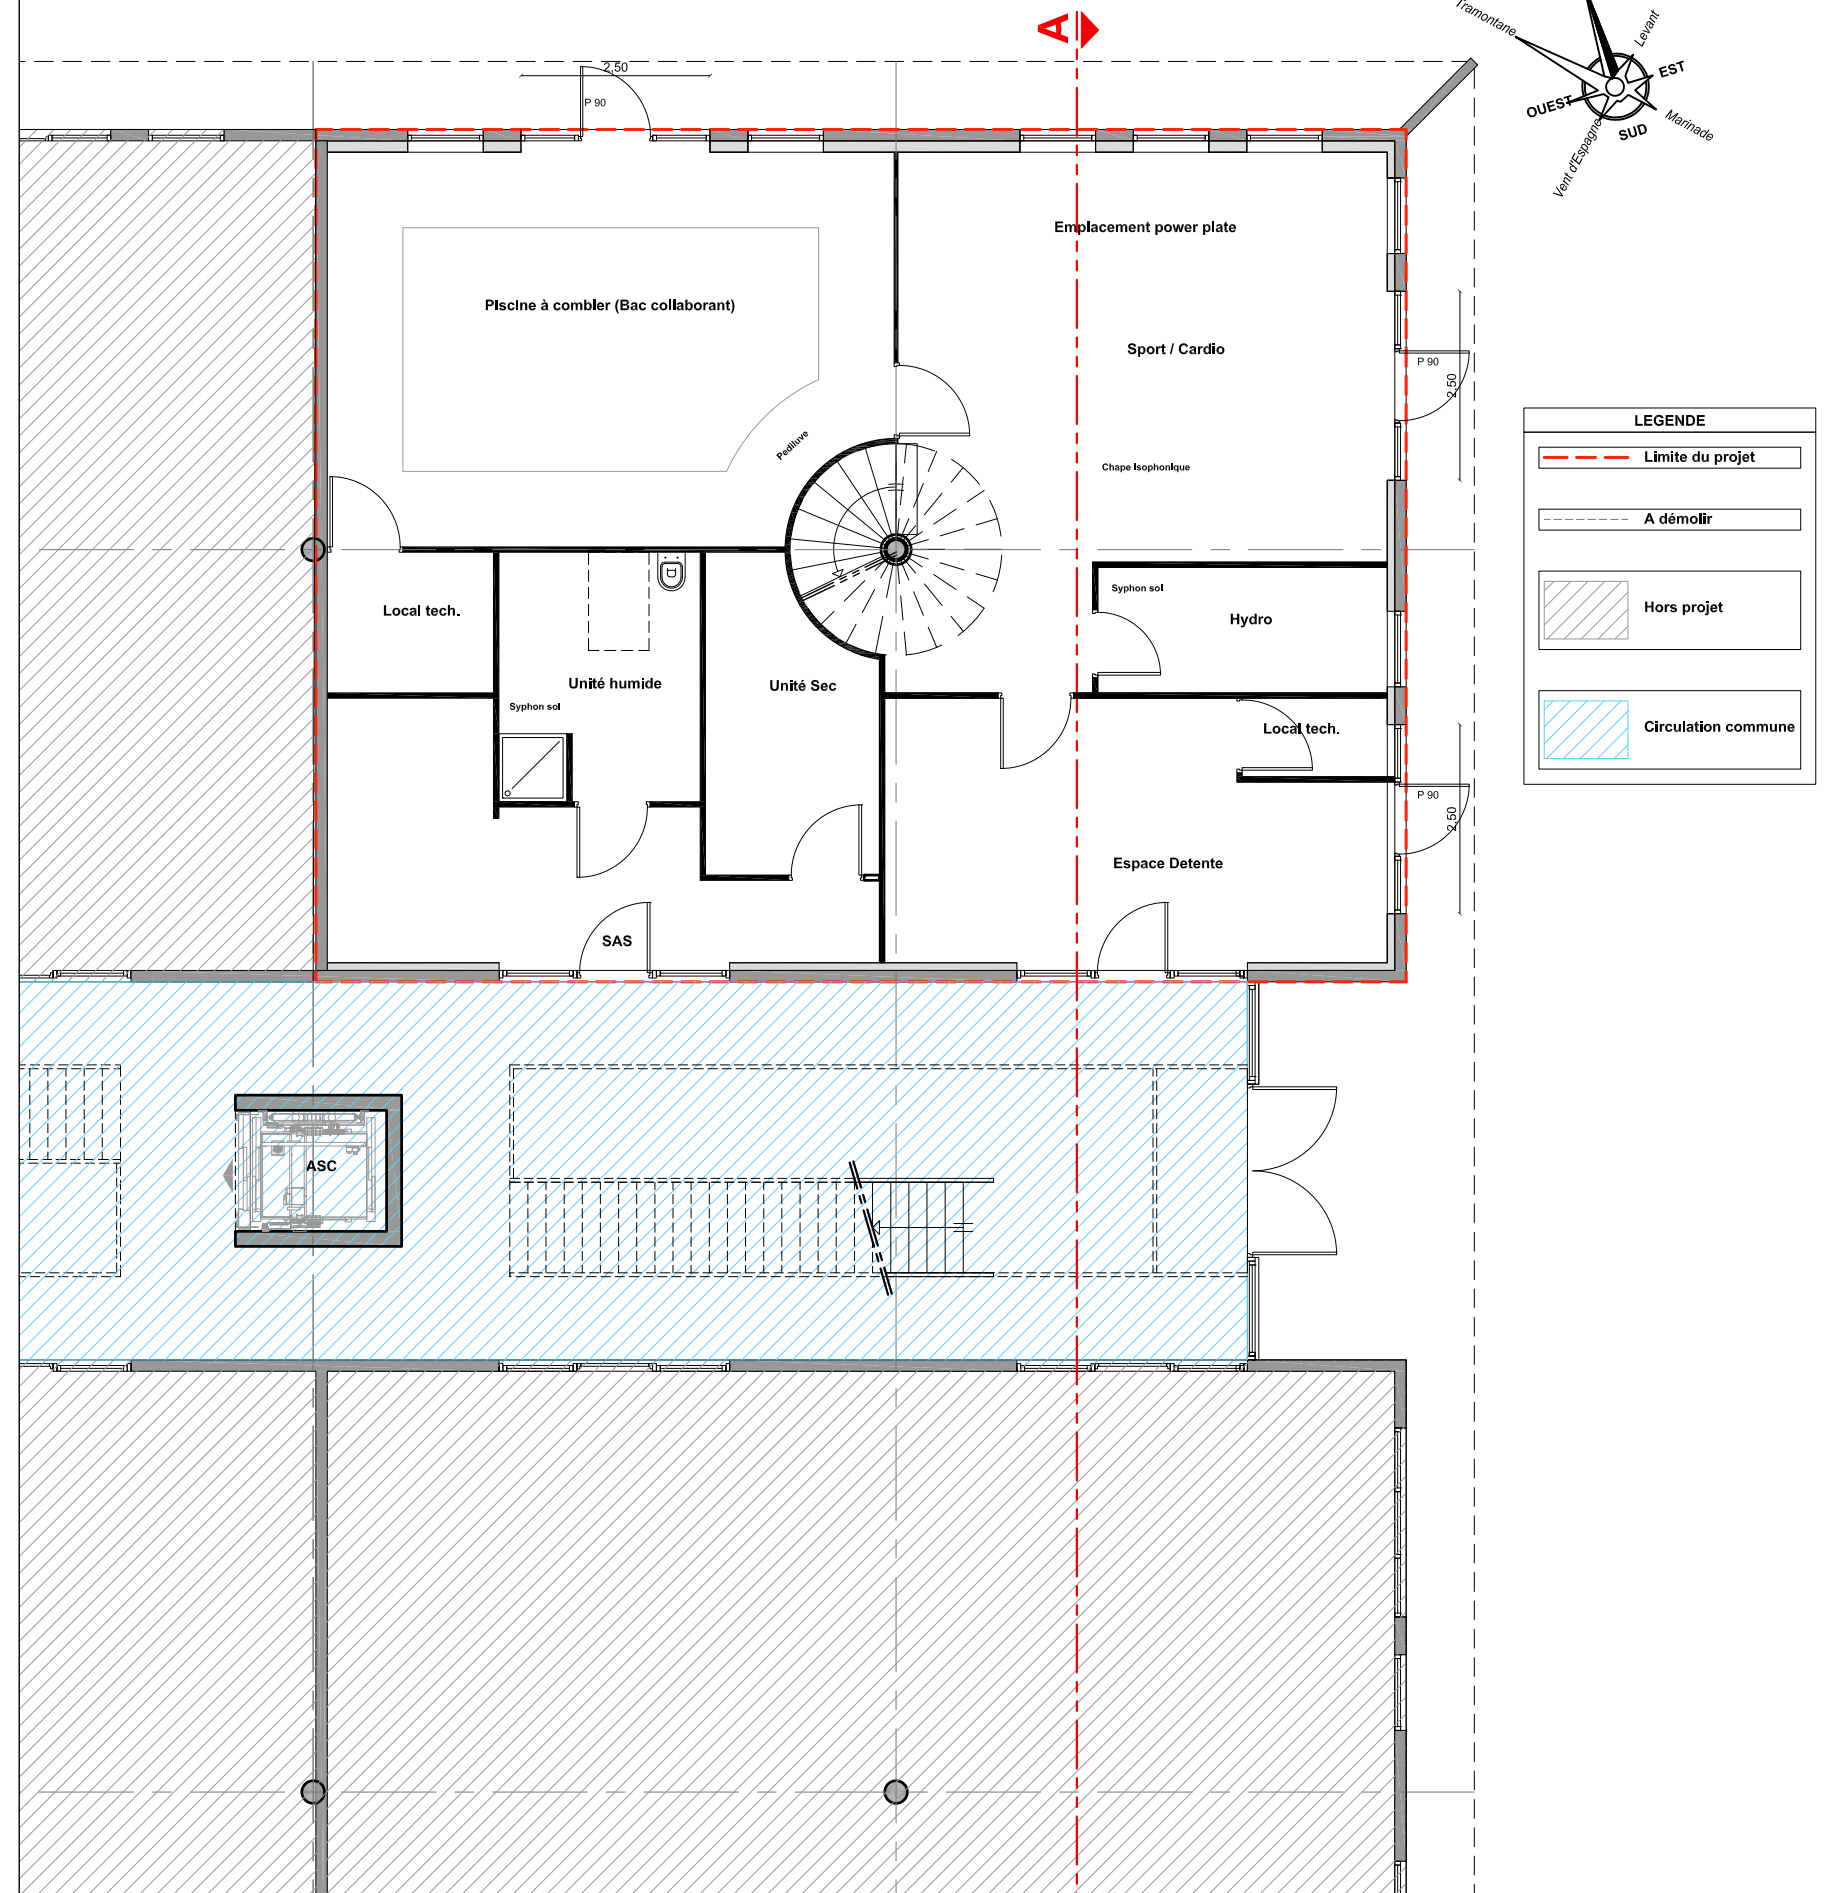 A
Tramontane
Levant
EST
OUEST
SUD
Marinade
Vent d'Espagne
2,50
P 90
Emplacement power plate
Piscine à combler (Bac collaborant)
Sport / Cardio
P 90
2,50
Pediluve
Chape Isophonique
LEGENDE
Limite du projet
A démolir
Hors projet
Circulation commune
Local tech.
Syphon sol
Hydro
Unité humide
Unité Sec
Syphon sol
Local tech.
P 90
2,50
Espace Detente
SAS
ASC